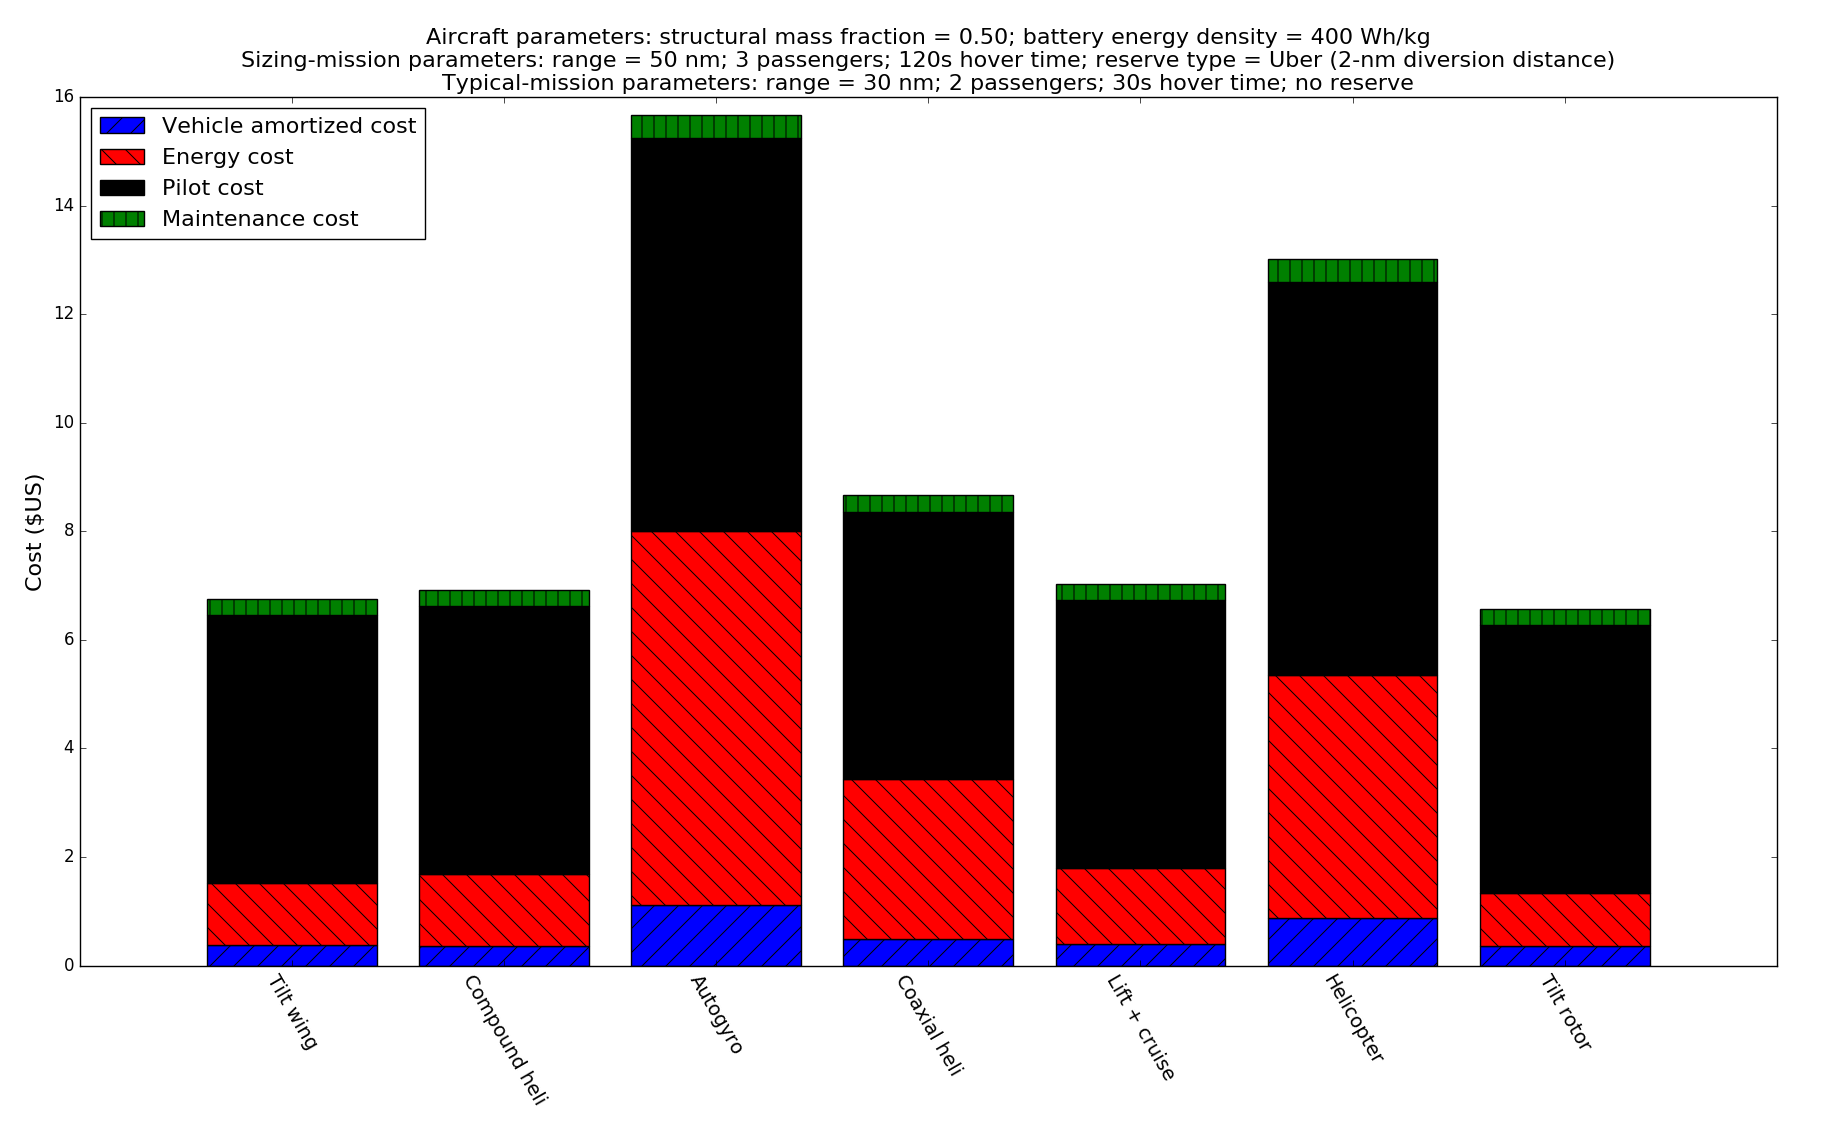 Aircraft parameters: structural mass fraction = 0.50; battery energy density = 400 Wh/kg
Sizing-mission parameters: range = 50 nm; 3 passengers; 120s hover time; reserve type = Uber (2-nm diversion distance)
Typical-mission parameters: range = 30 nm; 2 passengers; 30s hover time; no reserve
Vehicle amortized cost
Energy cost
Pilot cost
Maintenance cost
Cost ($US)
16
14
12
10
8
6
4
2
0
Tilt wing
Compound heli
Autogyro
Coaxial heli
Lift + cruise
Helicopter
Tilt rotor